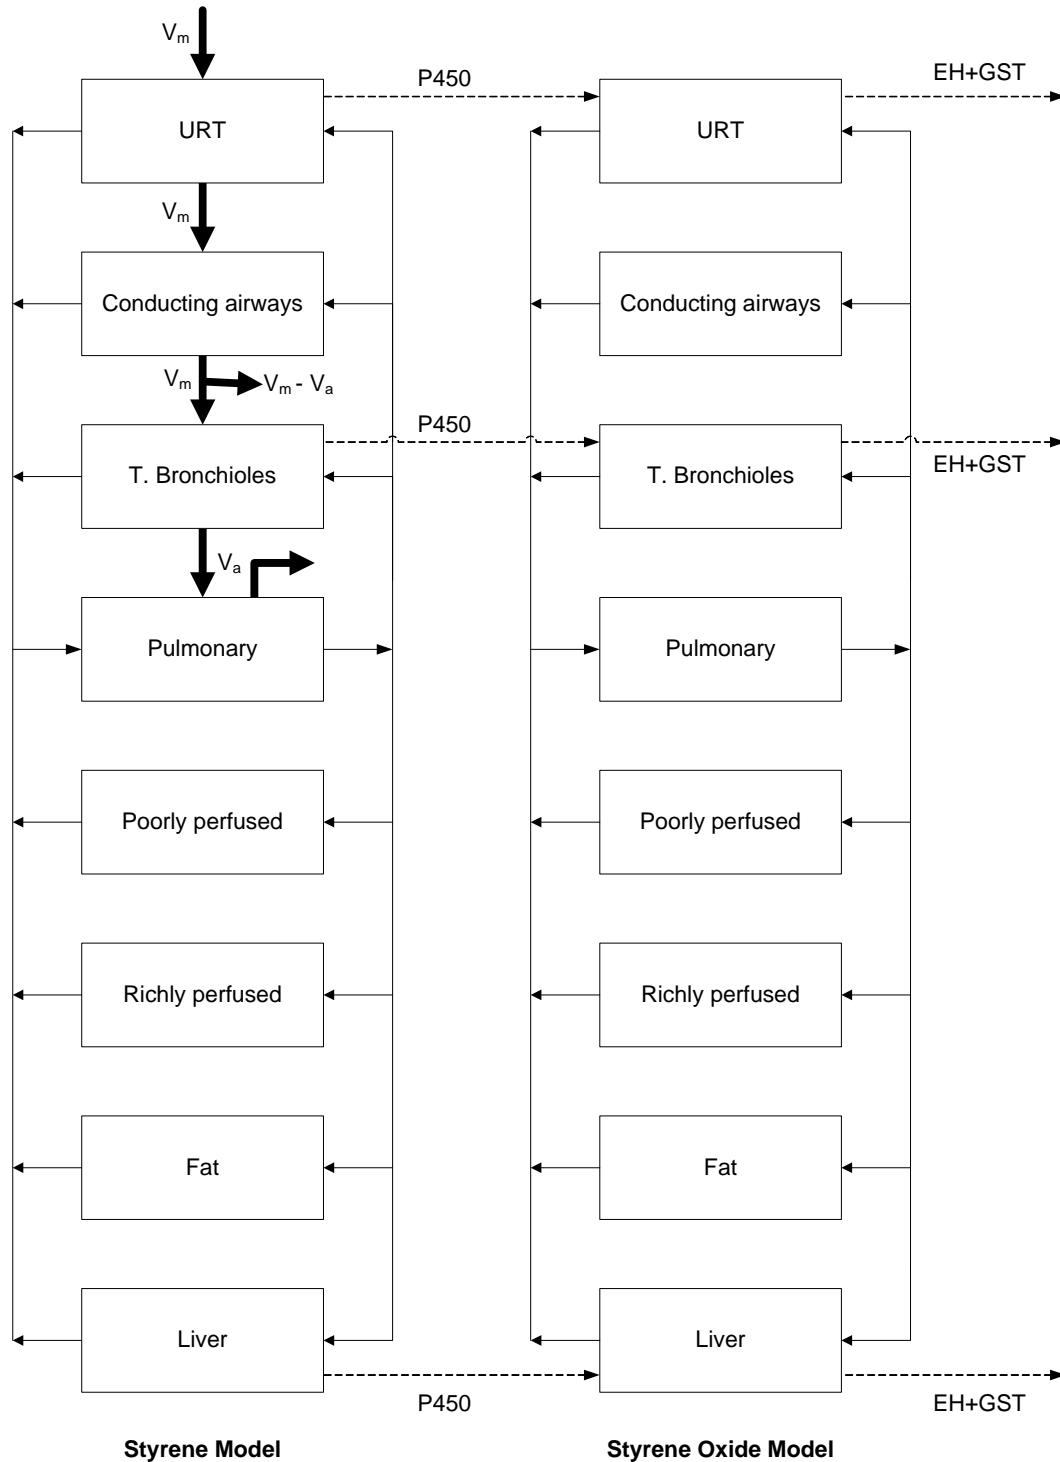 Vm
P450
EH+GST
URT
URT
Vm
Conducting airways
Conducting airways
Vm
Vm - Va
P450
EH+GST
T. Bronchioles
T. Bronchioles
Va
Pulmonary
Pulmonary
Poorly perfused
Poorly perfused
Richly perfused
Richly perfused
Fat
Fat
Liver
Liver
P450
EH+GST
Styrene Model
Styrene Oxide Model